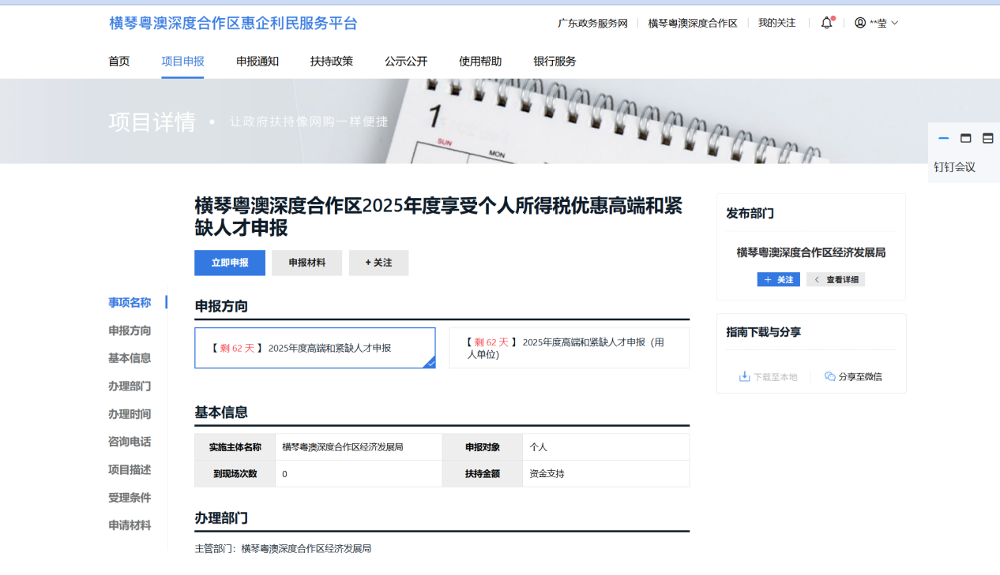 横琴粤澳深度合作区惠企利民服务平台
广东政务服务网 横琴粤澳深度合作区 我的关注 **莹
首页 项目申报 申报通知 扶持政策 公示公开 使用帮助 银行服务
项目详情 • 让政府扶持像网购一样便捷
1
SUN
MON
钉钉会议
横琴粤澳深度合作区2025年度享受个人所得税优惠高端和紧
缺人才申报
立即申报 申报材料 + 关注
事项名称
申报方向
基本信息
办理部门
办理时间
咨询电话
项目描述
受理条件
申请材料
申报方向
【 剩 62 天 】 2025年度高端和紧缺人才申报
【 剩 62 天 】 2025年度高端和紧缺人才申报（用
人单位）
基本信息
实施主体名称 横琴粤澳深度合作区经济发展局 申报对象 个人
到现场次数 0 扶持金额 资金支持
办理部门
主管部门：横琴粤澳深度合作区经济发展局
发布部门
横琴粤澳深度合作区经济发展局
+ 关注 < 查看详细
指南下载与分享
下载至本地 分享至微信